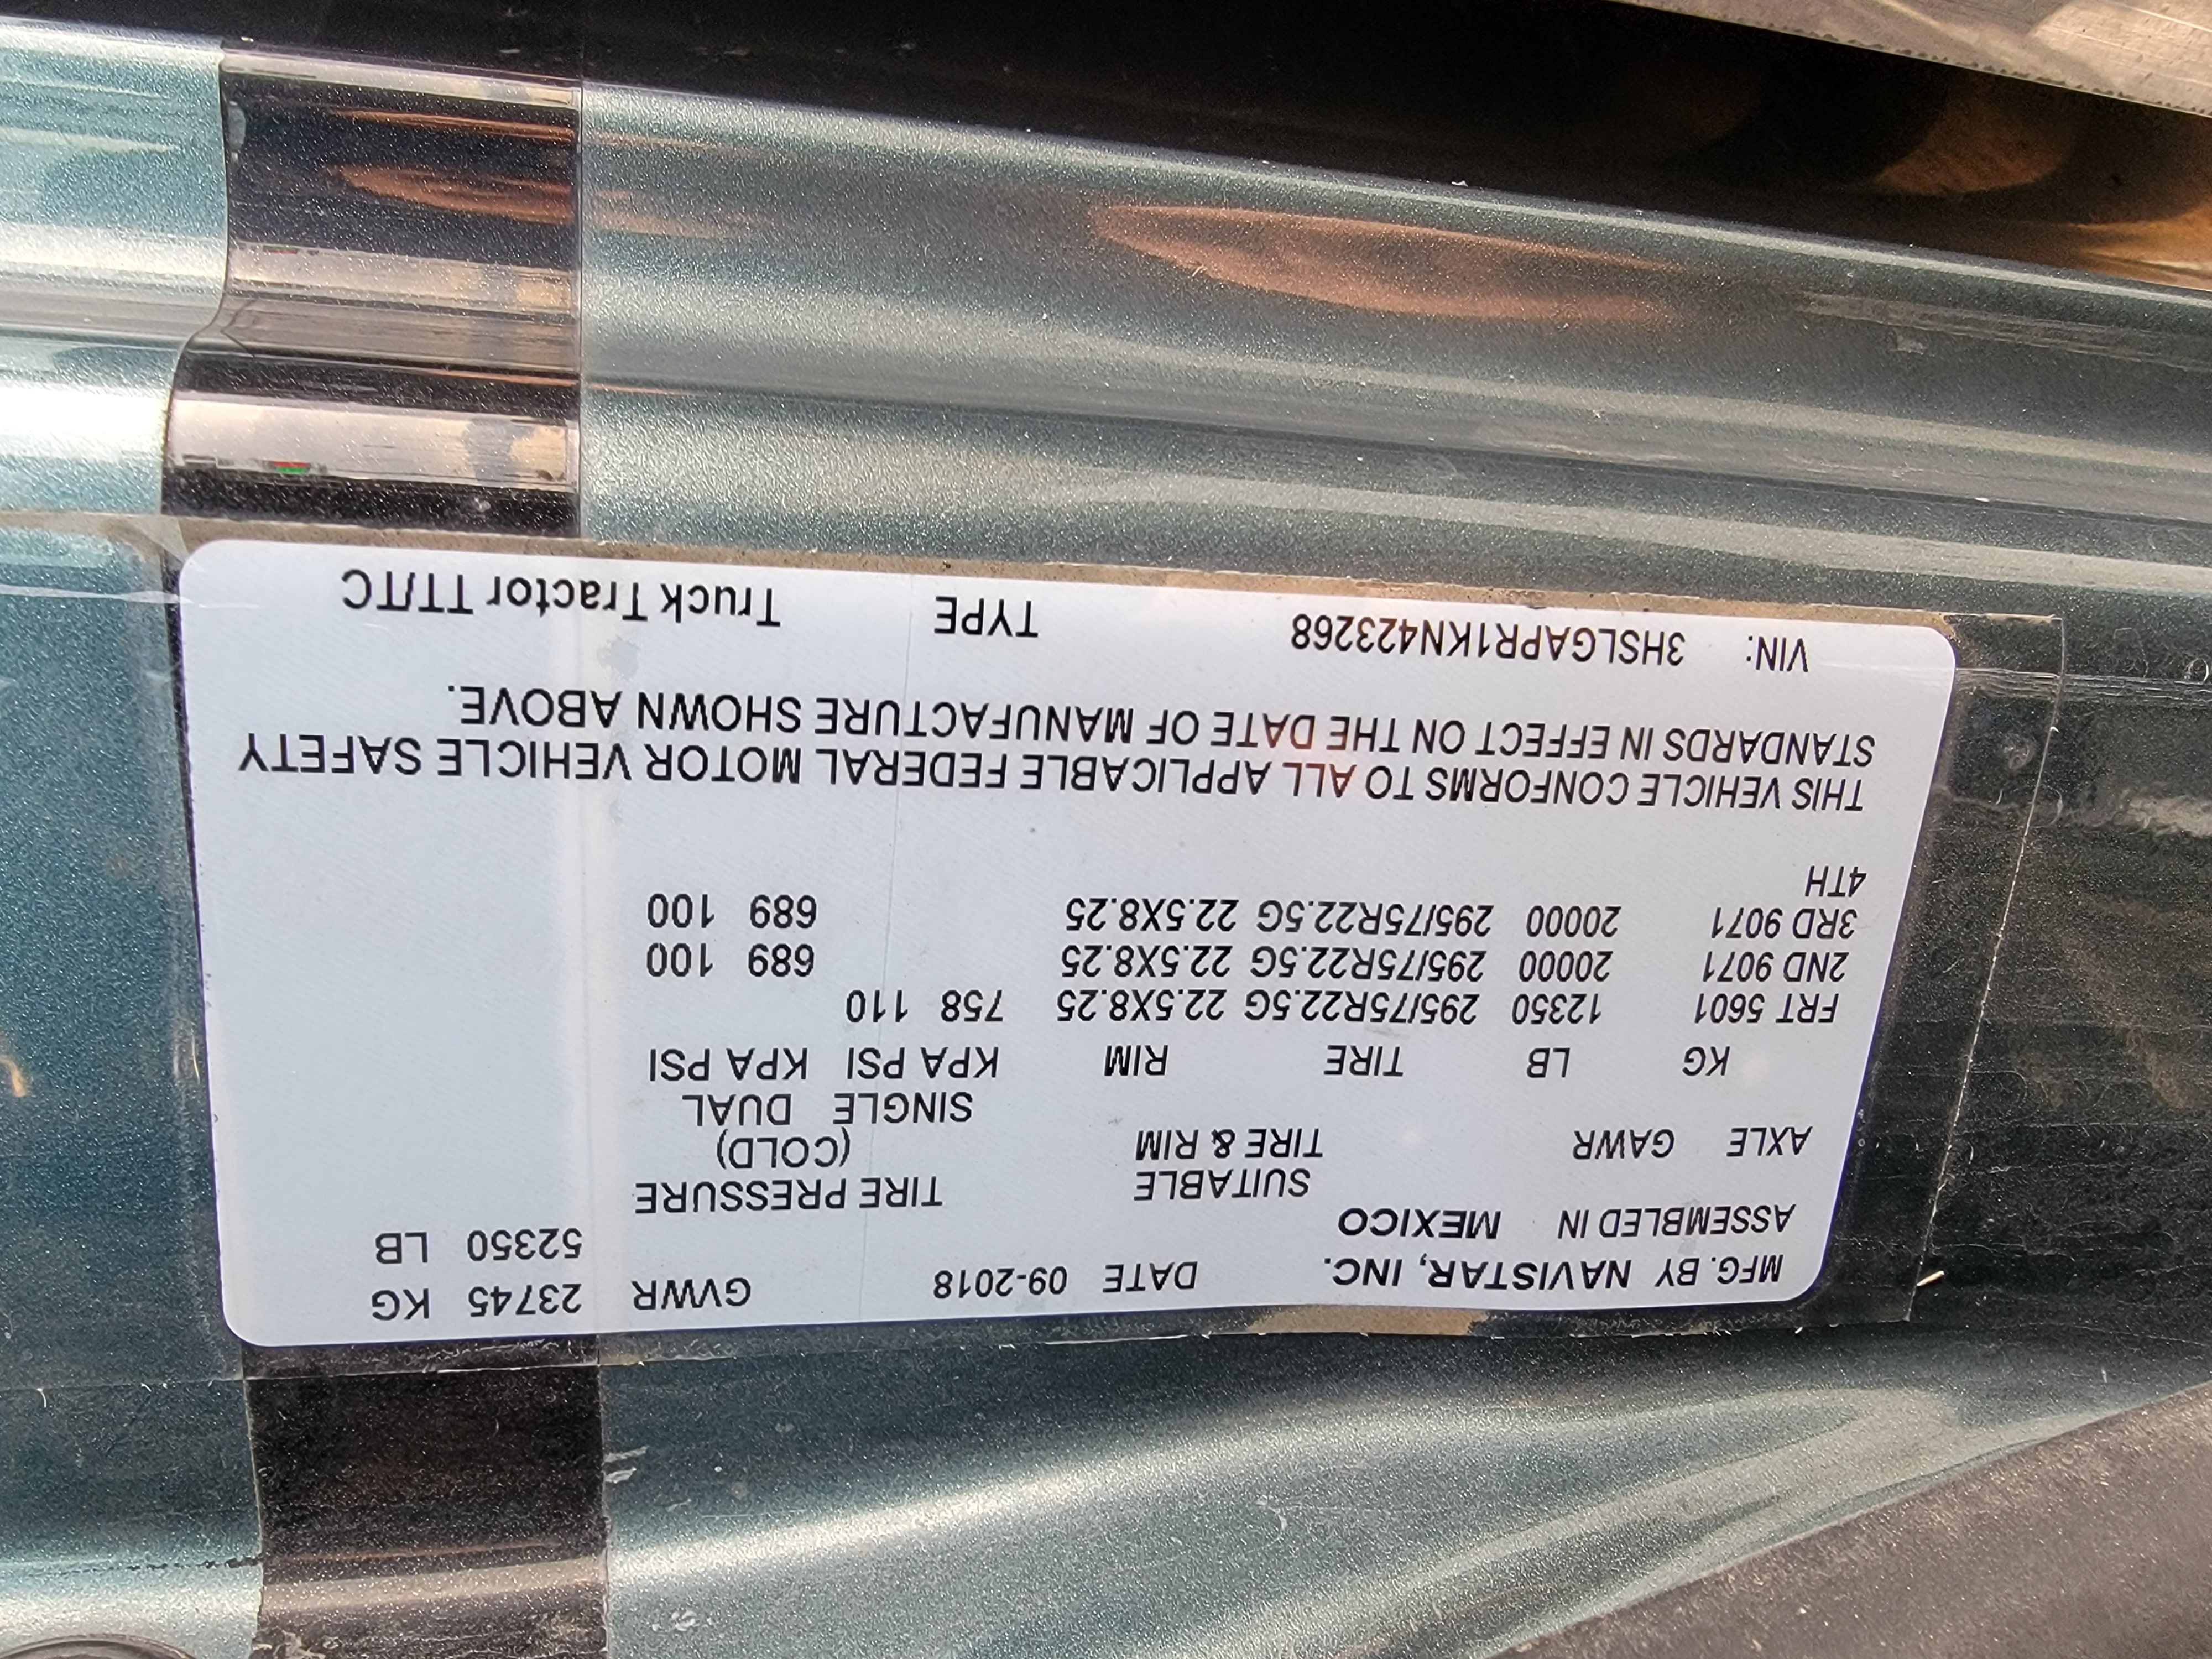 MFG. BY NAVISTAR, INC. DATE 09-2018 GVWR 23745 KG
ASSEMBLED IN MEXICO 52350 LB
SUITABLE TIRE PRESSURE
AXLE GAWR TIRE & RIM (COLD)
SINGLE DUAL
KG LB TIRE RIM KPA PSI KPA PSI
FRT 5601 12350 295/75R22.5G 22.5X8.25 758 110
2ND 9071 20000 295/75R22.5G 22.5X8.25 689 100
3RD 9071 20000 295/75R22.5G 22.5X8.25 689 100
4TH
THIS VEHICLE CONFORMS TO ALL APPLICABLE FEDERAL MOTOR VEHICLE SAFETY
STANDARDS IN EFFECT ON THE DATE OF MANUFACTURE SHOWN ABOVE.
VIN: 3HSLGAPR1KN423268 TYPE Truck Tractor TT/TC